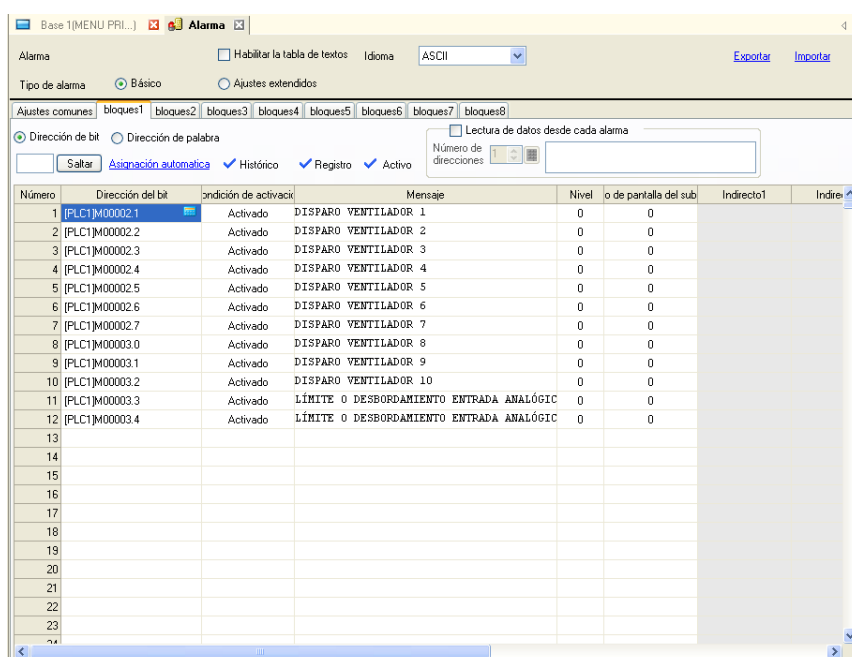 Base 1(MENU PRI...) Alarma
Alarma Habilitar la tabla de textos Idioma ASCII Exportar Importar
Tipo de alarma Básico Ajustes extendidos
Ajustes comunes bloques1 bloques2 bloques3 bloques4 bloques5 bloques6 bloques7 bloques8
Dirección de bit Dirección de palabra Lectura de datos desde cada alarma
Saltar Asignación automatica Histórico Registro Activo Número de direcciones 1
Número Dirección del bit ondición de activació Mensaje Nivel o de pantalla del sub Indirecto1 Indire
1 [PLC1]M00002.1 Activado DISPARO VENTILADOR 1 0 0
2 [PLC1]M00002.2 Activado DISPARO VENTILADOR 2 0 0
3 [PLC1]M00002.3 Activado DISPARO VENTILADOR 3 0 0
4 [PLC1]M00002.4 Activado DISPARO VENTILADOR 4 0 0
5 [PLC1]M00002.5 Activado DISPARO VENTILADOR 5 0 0
6 [PLC1]M00002.6 Activado DISPARO VENTILADOR 6 0 0
7 [PLC1]M00002.7 Activado DISPARO VENTILADOR 7 0 0
8 [PLC1]M00003.0 Activado DISPARO VENTILADOR 8 0 0
9 [PLC1]M00003.1 Activado DISPARO VENTILADOR 9 0 0
10 [PLC1]M00003.2 Activado DISPARO VENTILADOR 10 0 0
11 [PLC1]M00003.3 Activado LÍMITE O DESBORDAMIENTO ENTRADA ANALÓGIC 0 0
12 [PLC1]M00003.4 Activado LÍMITE O DESBORDAMIENTO ENTRADA ANALÓGIC 0 0
13
14
15
16
17
18
19
20
21
22
23